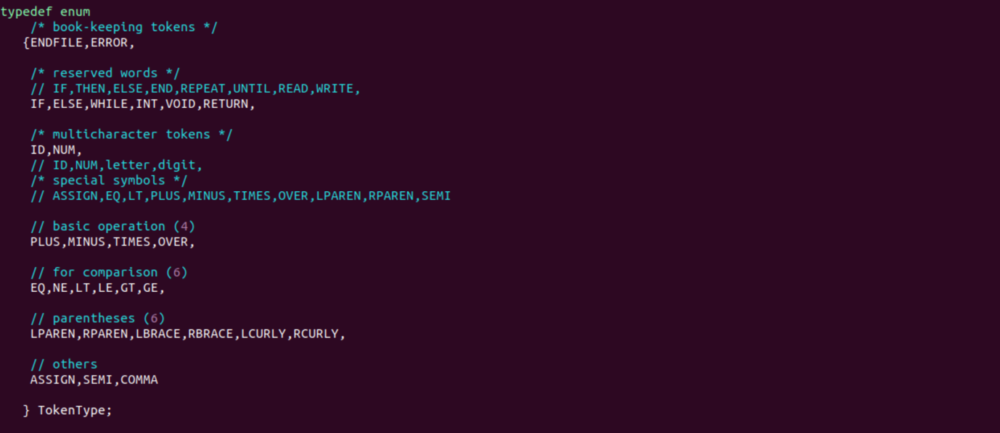 typedef enum
/* book-keeping tokens */
{ENDFILE,ERROR,
/* reserved words */
// IF,THEN,ELSE,END,REPEAT,UNTIL,READ,WRITE,
IF,ELSE,WHILE,INT,VOID,RETURN,
/* multicharacter tokens */
ID,NUM,
// ID,NUM,letter,digit,
/* special symbols */
// ASSIGN,EQ,LT,PLUS,MINUS,TIMES,OVER,LPAREN,RPAREN,SEMI
// basic operation (4)
PLUS,MINUS,TIMES,OVER,
// for comparison (6)
EQ,NE,LT,LE,GT,GE,
// parentheses (6)
LPAREN,RPAREN,LBRACE,RBRACE,LCURLY,RCURLY,
// others
ASSIGN,SEMI,COMMA
} TokenType;